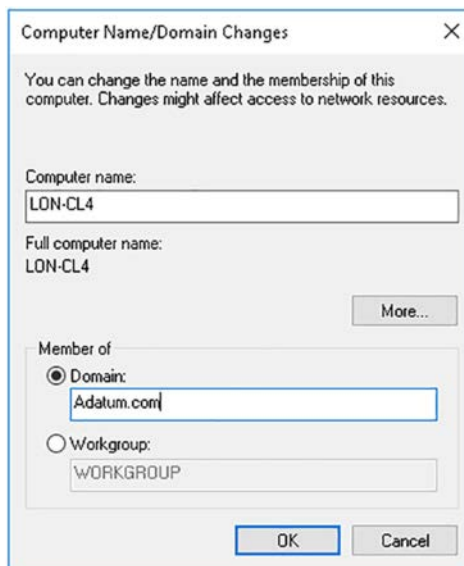 Computer Name/Domain Changes
You can change the name and the membership of this
computer. Changes might affect access to network resources.
Computer name:
LON-CL4
Full computer name:
LON-CL4
More...
Member of
Domain:
Adatum.com
Workgroup:
WORKGROUP
OK
Cancel